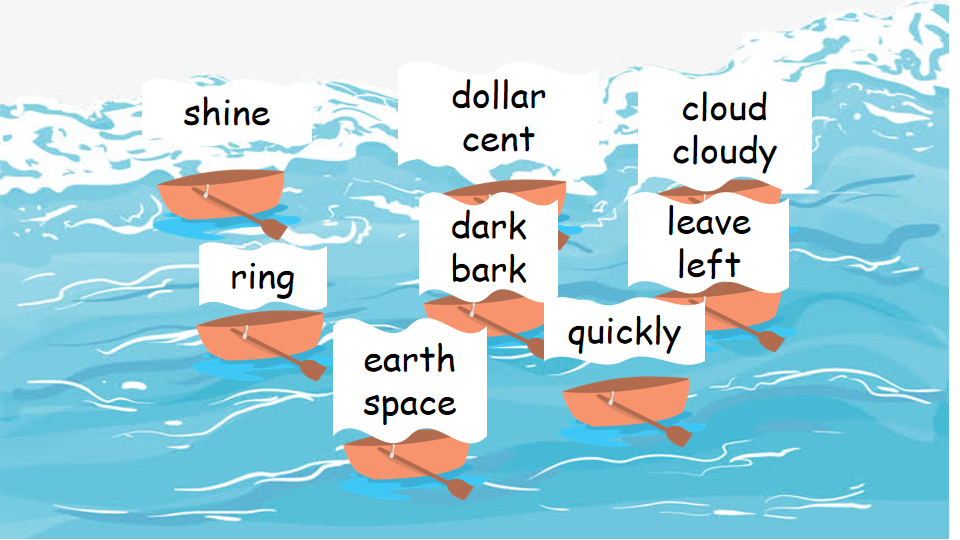 shine
dollar
cent
cloud
cloudy
ring
dark
bark
leave
left
earth
space
quickly